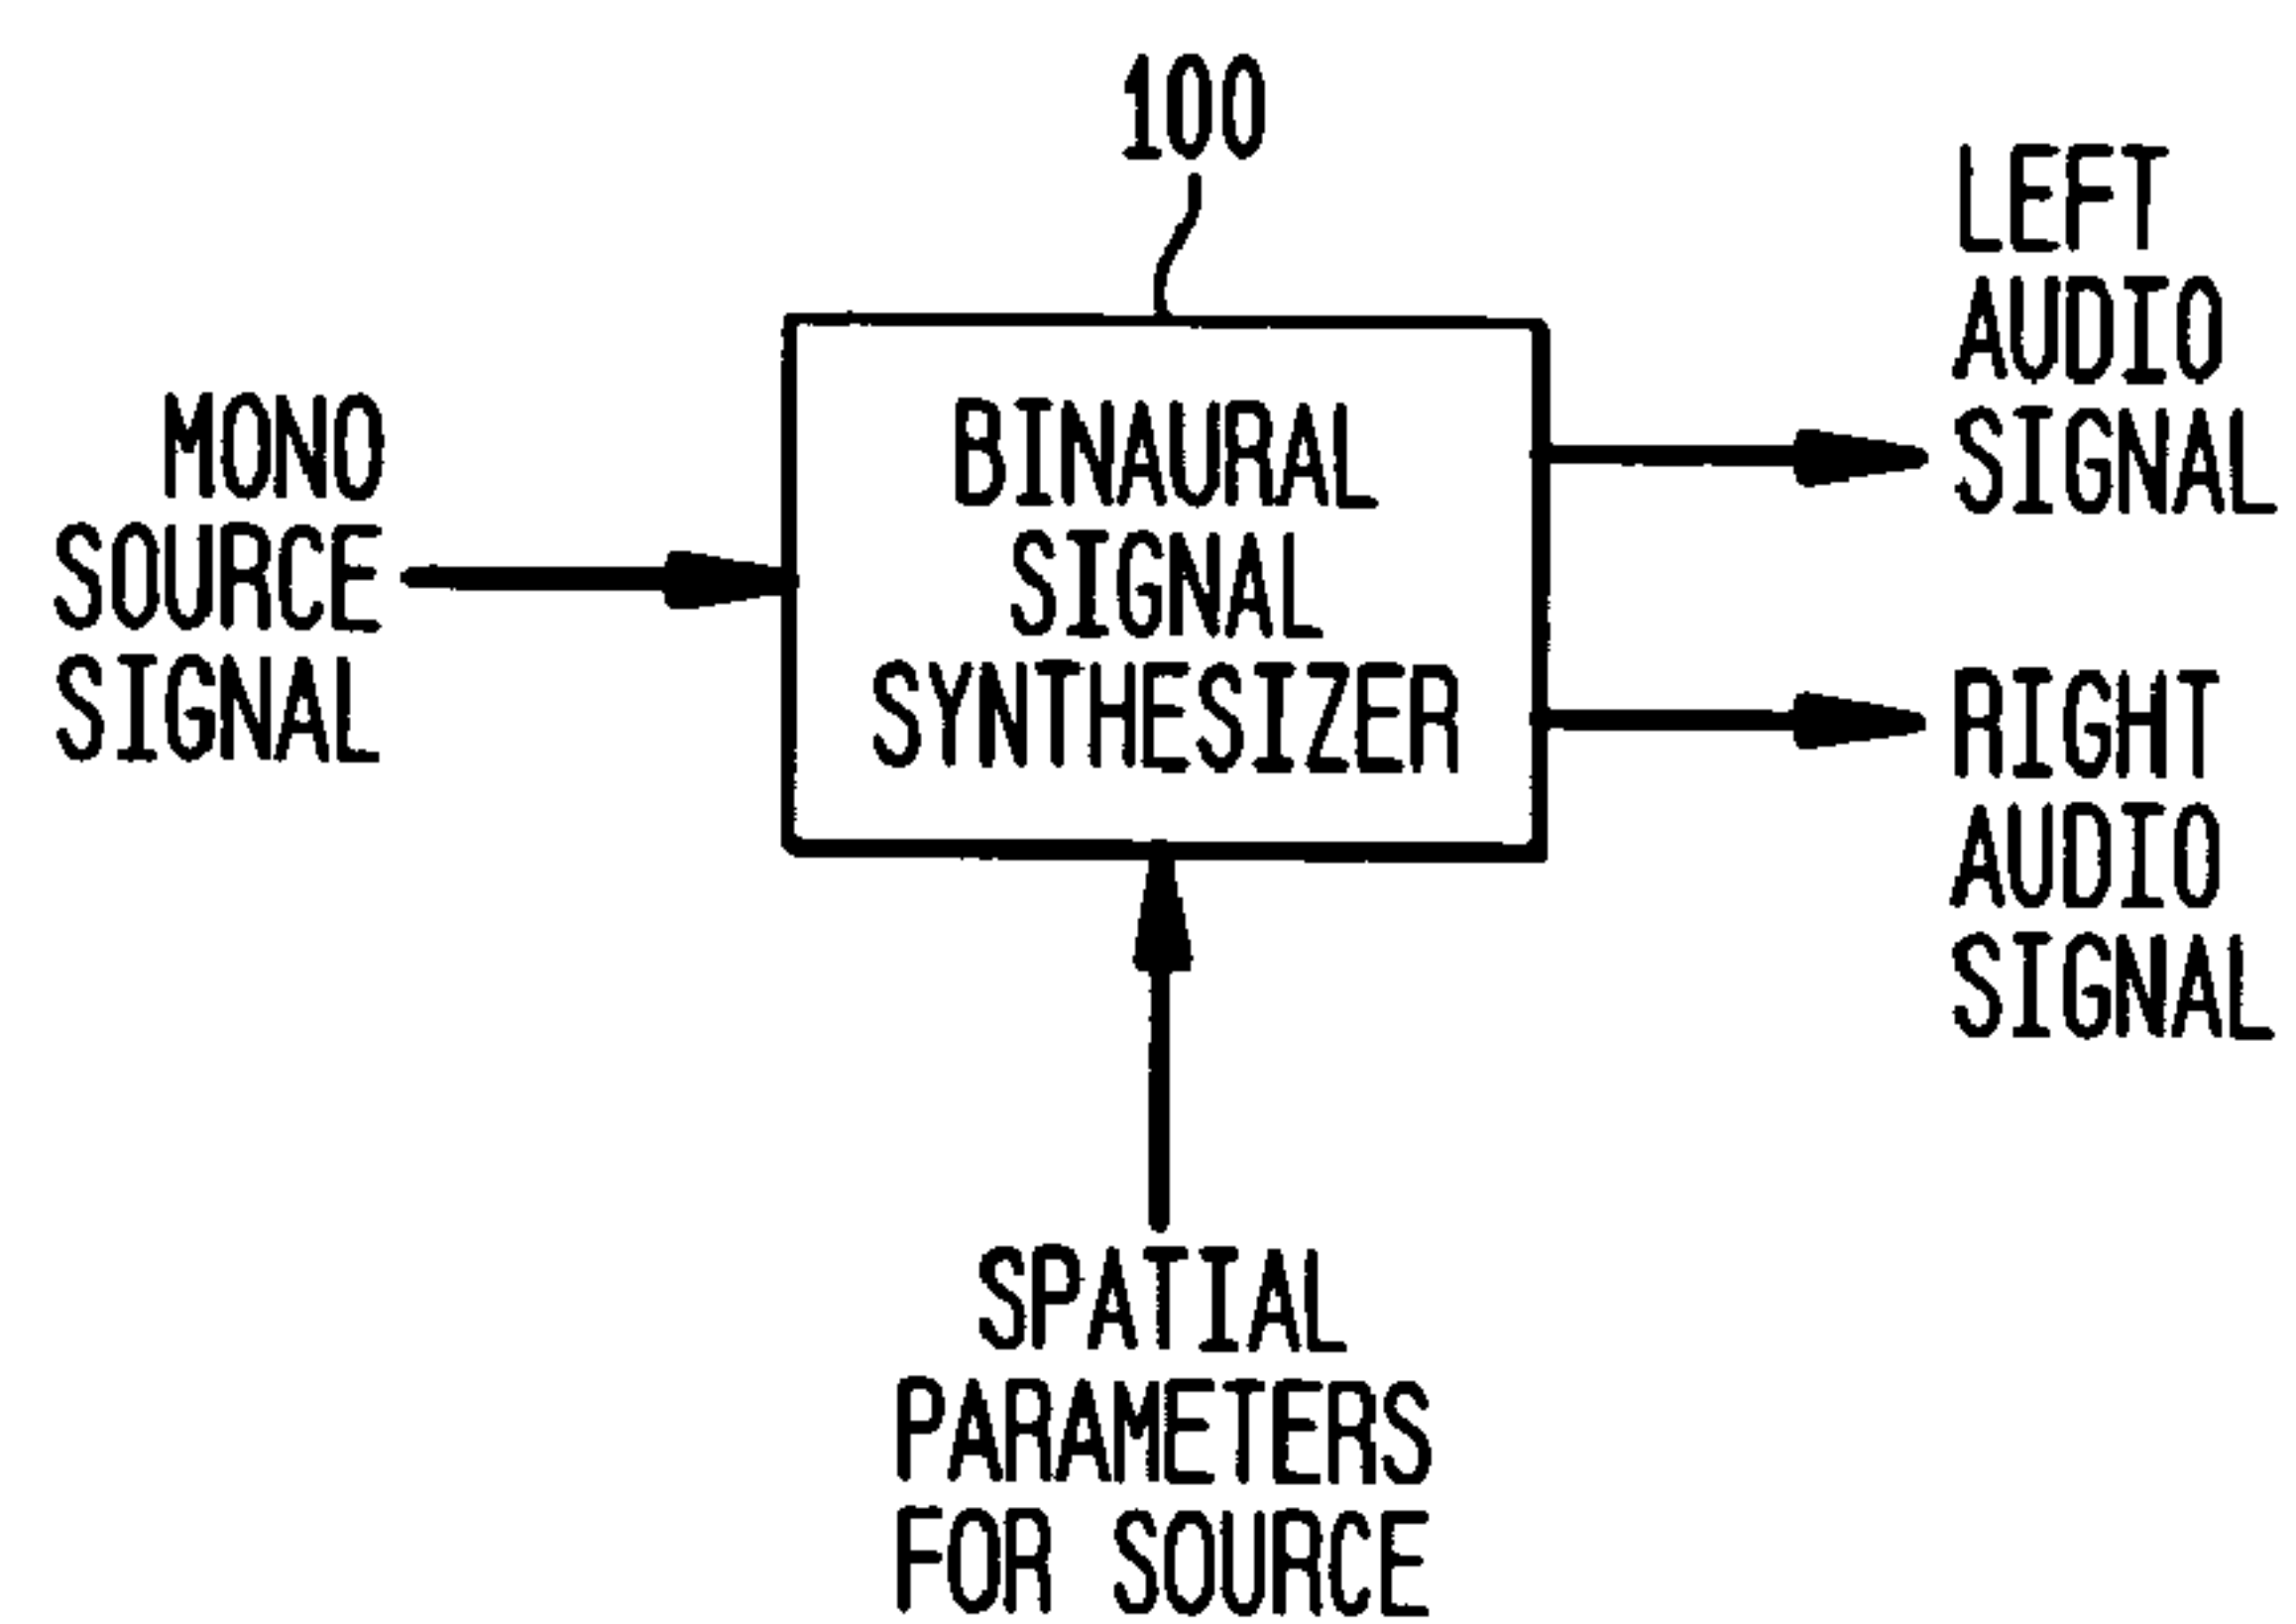 100
MONO
SOURCE
SIGNAL
BINAURAL
SIGNAL
SYNTHESIZER
LEFT
AUDIO
SIGNAL
RIGHT
AUDIO
SIGNAL
SPATIAL
PARAMETERS
FOR SOURCE